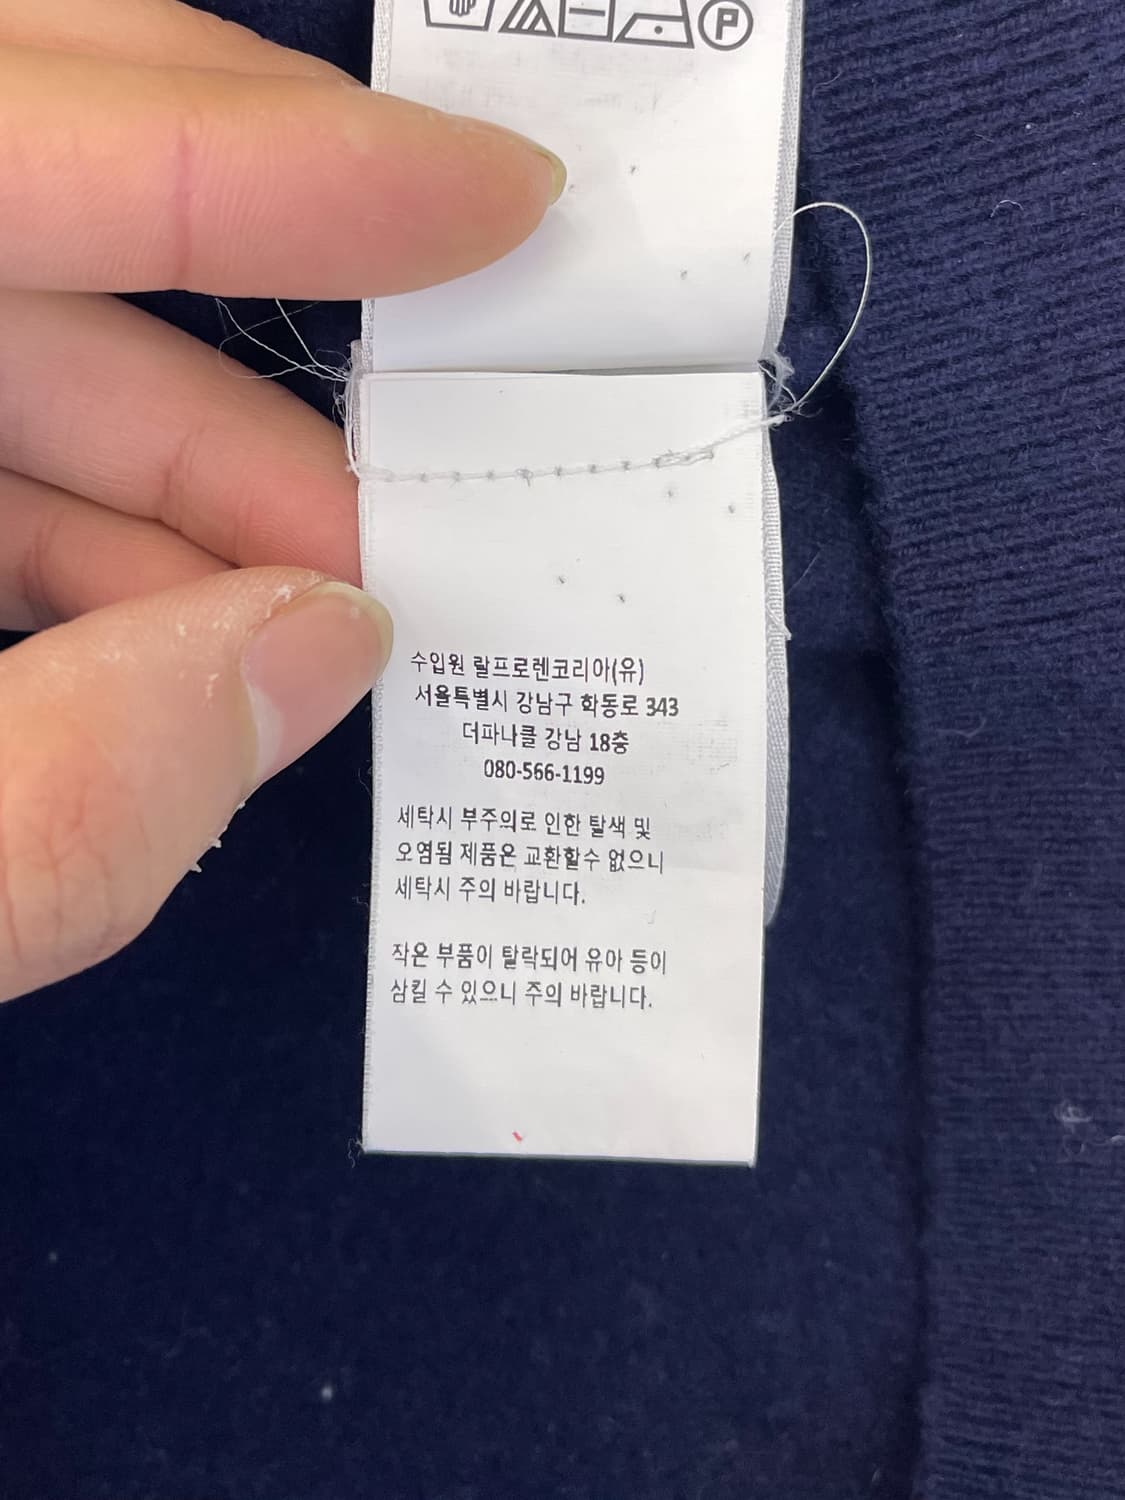 P
수입원 랄프로렌코리아(유)
서울특별시 강남구 학동로 343
더피나클 강남 18층
080-566-1199
세탁시 부주의로 인한 탈색 및
오염됨 제품은 교환할수 없으니
세탁시 주의 바랍니다.
작은 부품이 탈락되어 유아 등이
삼킬 수 있으니 주의 바랍니다.